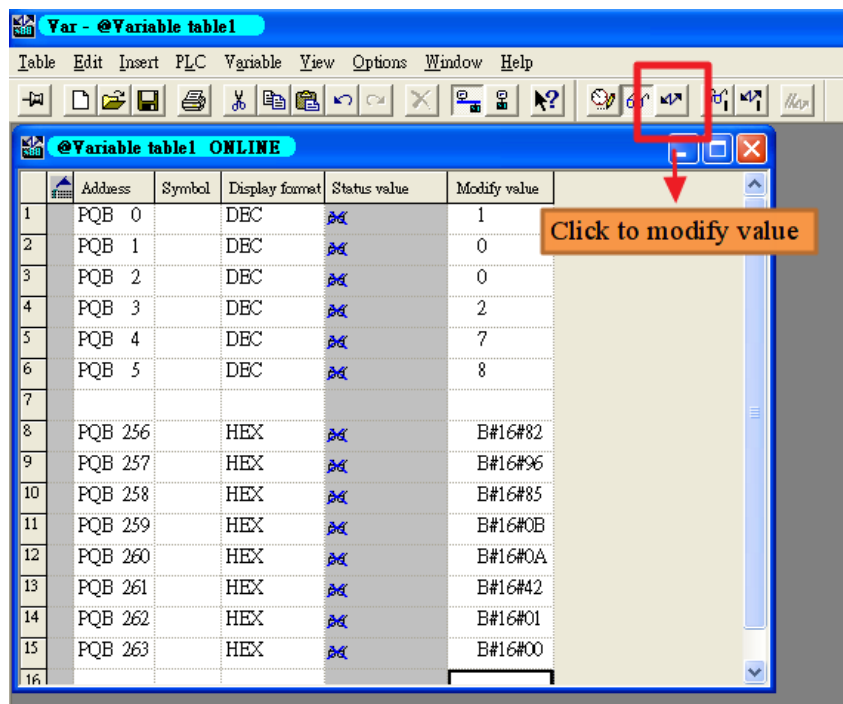 Var - @Variable table1
Table Edit Insert PLC Variable View Options Window Help
@Variable table1 ONLINE
Address Symbol Display format Status value Modify value
Click to modify value
1 PQB 0 DEC 1
2 PQB 1 DEC 0
3 PQB 2 DEC 0
4 PQB 3 DEC 2
5 PQB 4 DEC 7
6 PQB 5 DEC 8
7
8 PQB 256 HEX B#16#82
9 PQB 257 HEX B#16#96
10 PQB 258 HEX B#16#85
11 PQB 259 HEX B#16#0B
12 PQB 260 HEX B#16#0A
13 PQB 261 HEX B#16#42
14 PQB 262 HEX B#16#01
15 PQB 263 HEX B#16#00
16